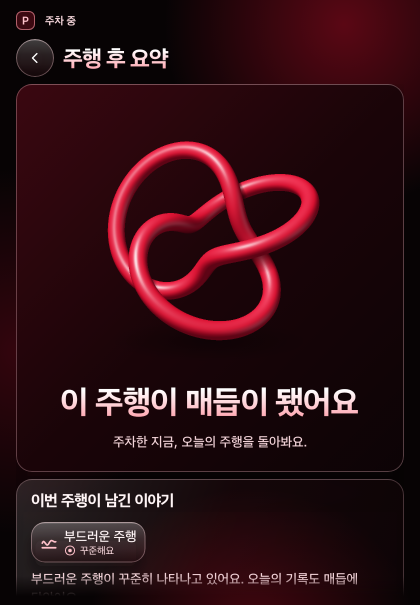 P 주차 중
주행 후 요약
이 주행이 매듭이 됐어요
주차한 지금, 오늘의 주행을 돌아봐요.
이번 주행이 남긴 이야기
부드러운 주행
꾸준해요
부드러운 주행이 꾸준히 나타나고 있어요. 오늘의 기록도 매듭에